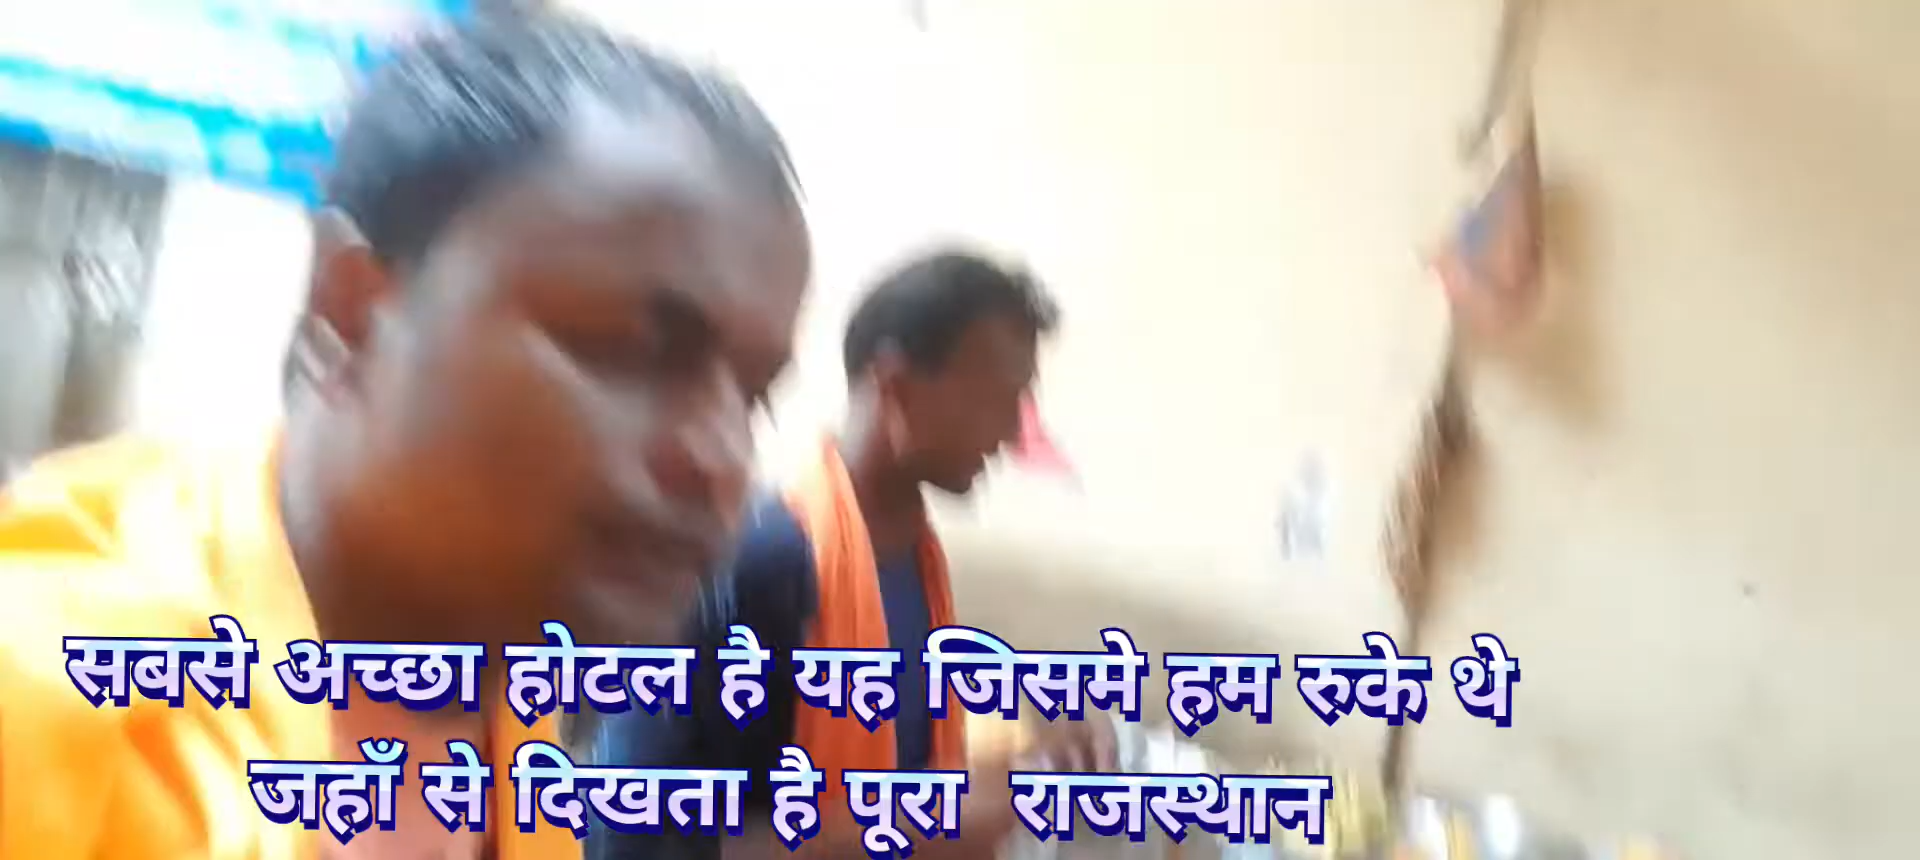 सबसे अच्छा होटल है यह जिसमे हम रुके थे
जहाँ से दिखता है पूरा राजस्थान